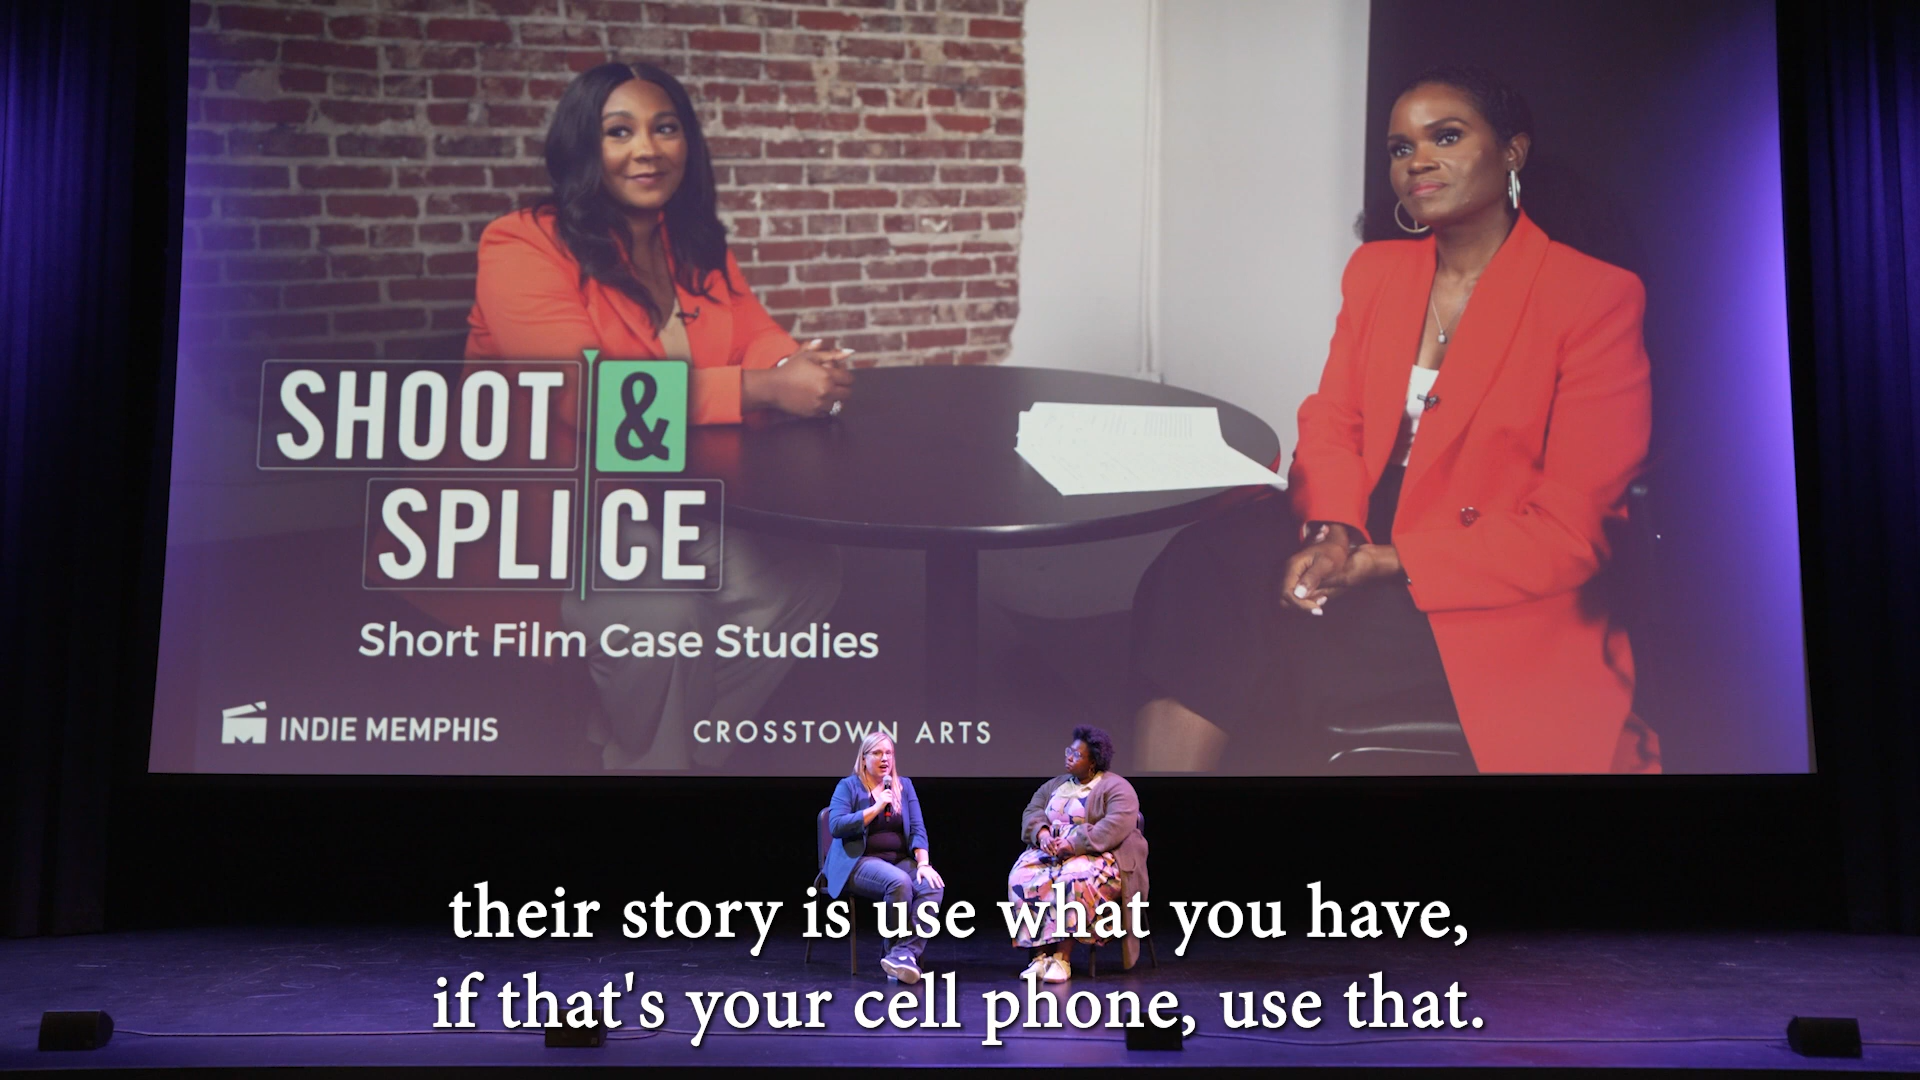 SHOOT &
SPLICE
Short Film Case Studies
INDIE MEMPHIS
CROSSTOWN ARTS
their story is use what you have,
if that's your cell phone, use that.